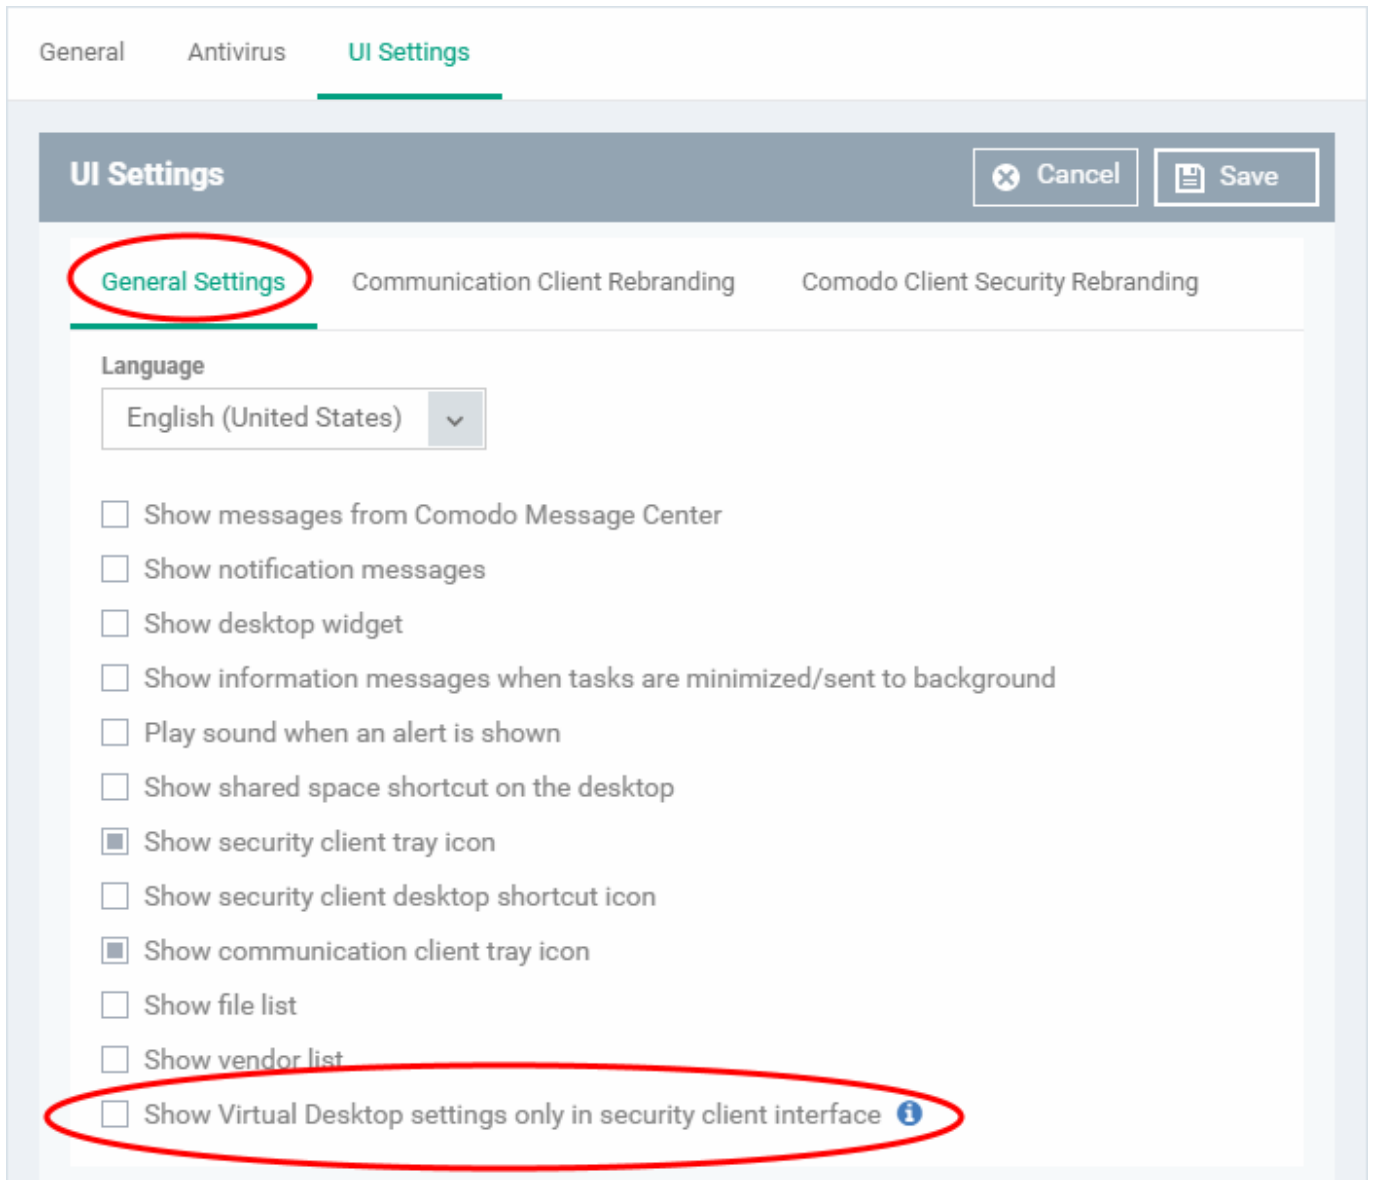 General Antivirus UI Settings
UI Settings Cancel Save
General Settings Communication Client Rebranding Comodo Client Security Rebranding
Language
English (United States)
Show messages from Comodo Message Center
Show notification messages
Show desktop widget
Show information messages when tasks are minimized/sent to background
Play sound when an alert is shown
Show shared space shortcut on the desktop
Show security client tray icon
Show security client desktop shortcut icon
Show communication client tray icon
Show file list
Show vendor list
Show Virtual Desktop settings only in security client interface